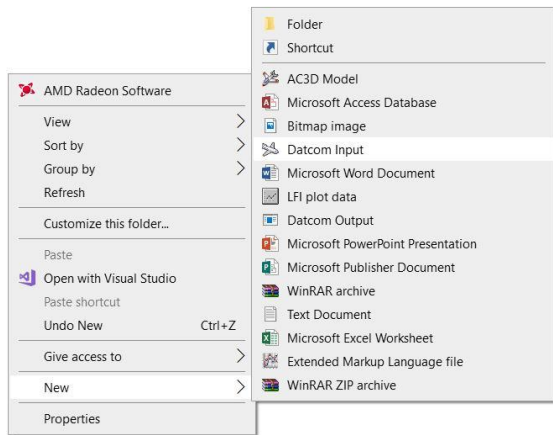 AMD Radeon Software
View
Sort by
Group by
Refresh
Customize this folder...
Paste
Open with Visual Studio
Paste shortcut
Undo New Ctrl+Z
Give access to
New
Properties
Folder
Shortcut
AC3D Model
Microsoft Access Database
Bitmap image
Datcom Input
Microsoft Word Document
LFI plot data
Datcom Output
Microsoft PowerPoint Presentation
Microsoft Publisher Document
WinRAR archive
Text Document
Microsoft Excel Worksheet
Extended Markup Language file
WinRAR ZIP archive